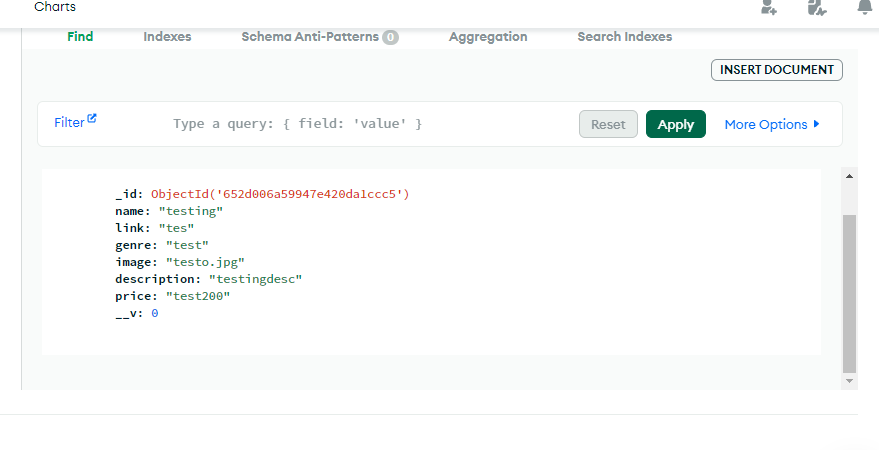 Charts
Find Indexes Schema Anti-Patterns 0 Aggregation Search Indexes
INSERT DOCUMENT
Filter Type a query: { field: 'value' } Reset Apply More Options
_id: ObjectId('652d006a59947e420da1ccc5')
name: "testing"
link: "tes"
genre: "test"
image: "testo.jpg"
description: "testingdesc"
price: "test200"
__v: 0